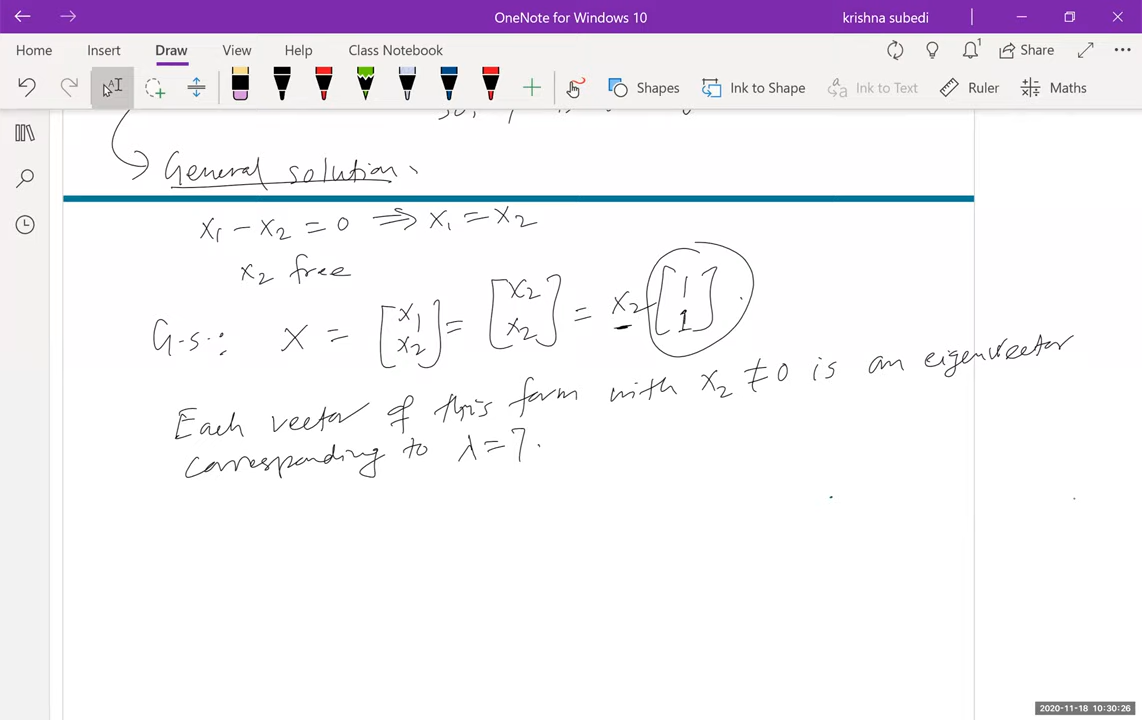 OneNote for Windows 10
krishna subedi
Home Insert Draw View Help Class Notebook
1 Share
Shapes Ink to Shape Ink to Text Ruler Maths
so,
General solution.
x₁ - x₂ = 0 ⟹ x₁ = x₂
x₂ free
G.S.: X = [x₁ x₂] = [x₂ x₂] = x₂ [1 1].
Each vector of this form with x₂ ≠ 0 is an eigenvector
corresponding to λ = 7.
2020-11-18 10:30:26